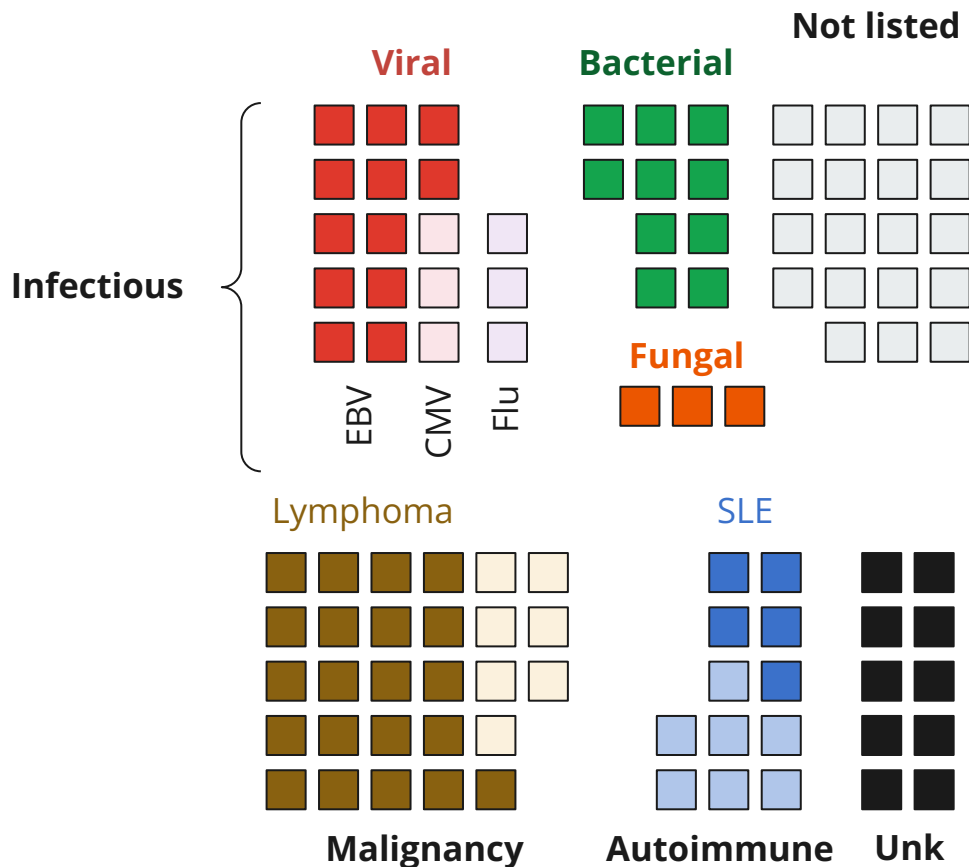 Not listed
Viral
Bacterial
Infectious
Fungal
EBV
CMV
Flu
Lymphoma
SLE
Malignancy
Autoimmune
Unk